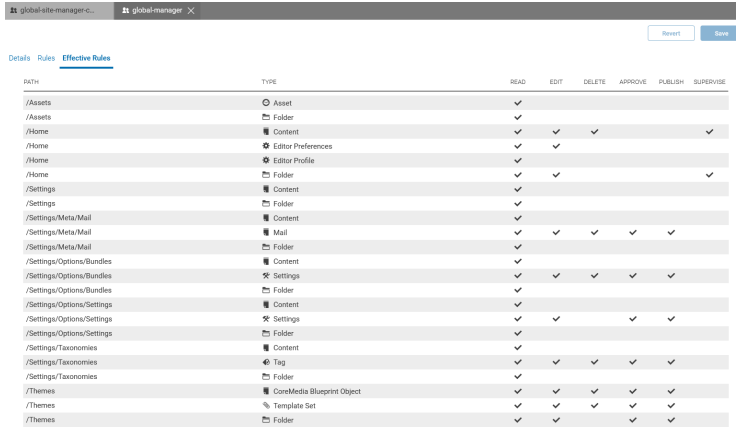 global-site-manager-c... global-manager
Revert Save
Details Rules Effective Rules
PATH TYPE READ EDIT DELETE APPROVE PUBLISH SUPERVISE
/Assets Asset
/Assets Folder
/Home Content
/Home Editor Preferences
/Home Editor Profile
/Home Folder
/Settings Content
/Settings Folder
/Settings/Meta/Mail Content
/Settings/Meta/Mail Mail
/Settings/Meta/Mail Folder
/Settings/Options/Bundles Content
/Settings/Options/Bundles Settings
/Settings/Options/Bundles Folder
/Settings/Options/Settings Content
/Settings/Options/Settings Settings
/Settings/Options/Settings Folder
/Settings/Taxonomies Content
/Settings/Taxonomies Tag
/Settings/Taxonomies Folder
/Themes CoreMedia Blueprint Object
/Themes Template Set
/Themes Folder